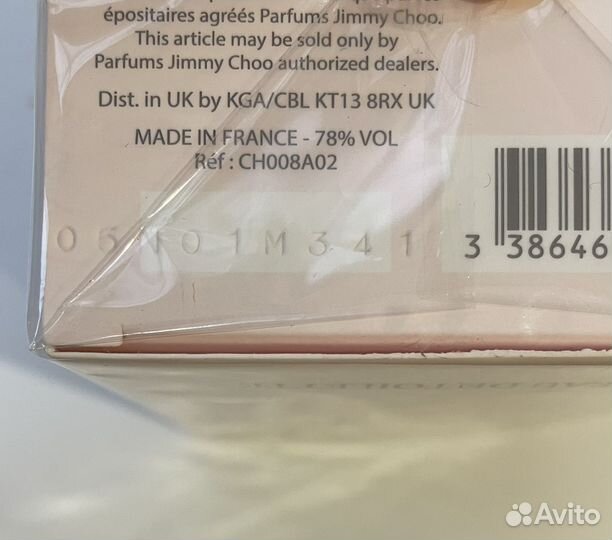 épositaires agréés Parfums Jimmy Choo.
This article may be sold only by
Parfums Jimmy Choo authorized dealers.
Dist. in UK by KGA/CBL KT13 8RX UK
MADE IN FRANCE - 78% VOL
Réf : CH008A02
05N01M341
3 38646
Avito